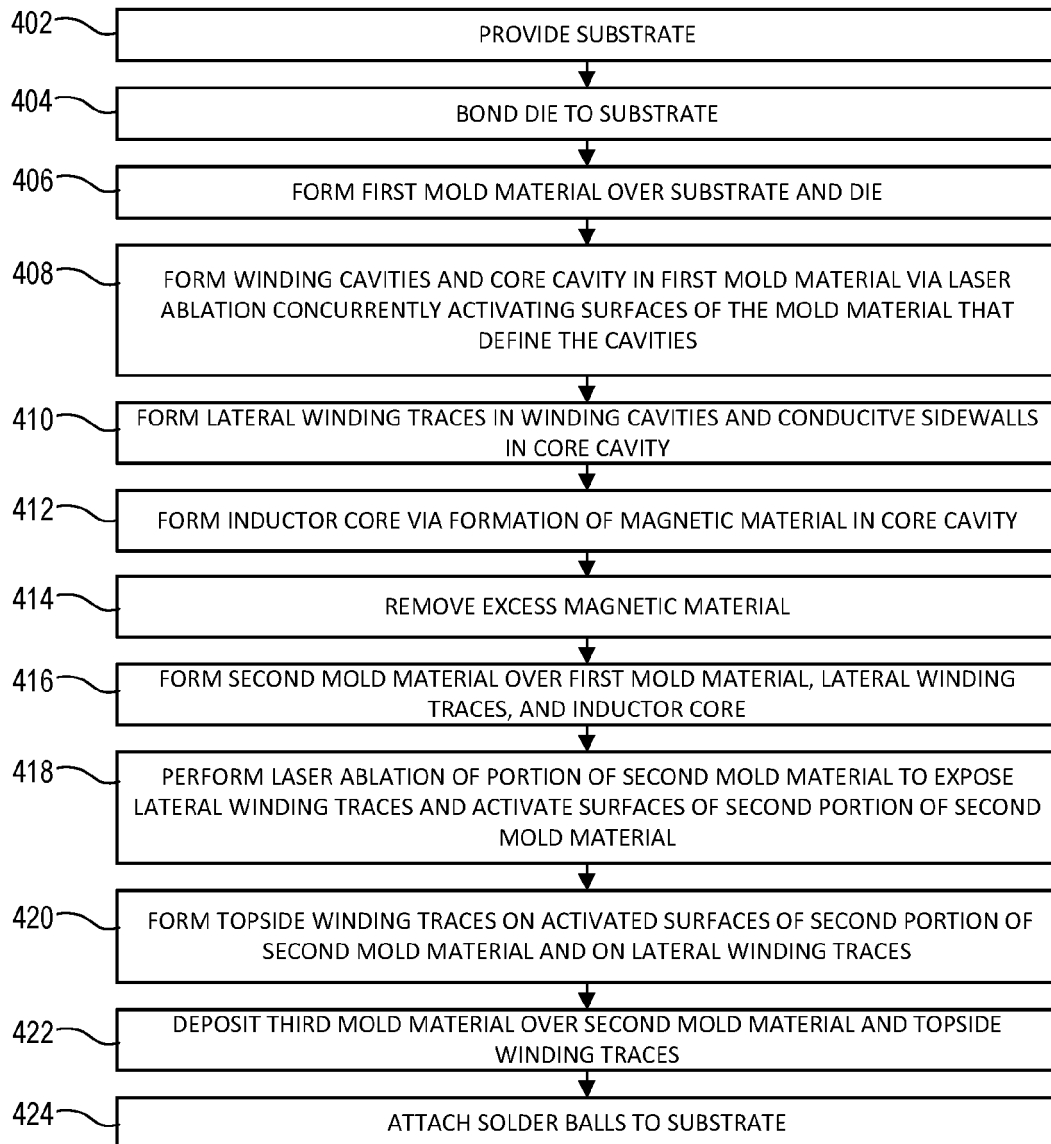 402
PROVIDE SUBSTRATE
404
BOND DIE TO SUBSTRATE
406
FORM FIRST MOLD MATERIAL OVER SUBSTRATE AND DIE
408
FORM WINDING CAVITIES AND CORE CAVITY IN FIRST MOLD MATERIAL VIA LASER
ABLATION CONCURRENTLY ACTIVATING SURFACES OF THE MOLD MATERIAL THAT
DEFINE THE CAVITIES
410
FORM LATERAL WINDING TRACES IN WINDING CAVITIES AND CONDUCITVE SIDEWALLS
IN CORE CAVITY
412
FORM INDUCTOR CORE VIA FORMATION OF MAGNETIC MATERIAL IN CORE CAVITY
414
REMOVE EXCESS MAGNETIC MATERIAL
416
FORM SECOND MOLD MATERIAL OVER FIRST MOLD MATERIAL, LATERAL WINDING
TRACES, AND INDUCTOR CORE
418
PERFORM LASER ABLATION OF PORTION OF SECOND MOLD MATERIAL TO EXPOSE
LATERAL WINDING TRACES AND ACTIVATE SURFACES OF SECOND PORTION OF SECOND
MOLD MATERIAL
420
FORM TOPSIDE WINDING TRACES ON ACTIVATED SURFACES OF SECOND PORTION OF
SECOND MOLD MATERIAL AND ON LATERAL WINDING TRACES
422
DEPOSIT THIRD MOLD MATERIAL OVER SECOND MOLD MATERIAL AND TOPSIDE
WINDING TRACES
424
ATTACH SOLDER BALLS TO SUBSTRATE